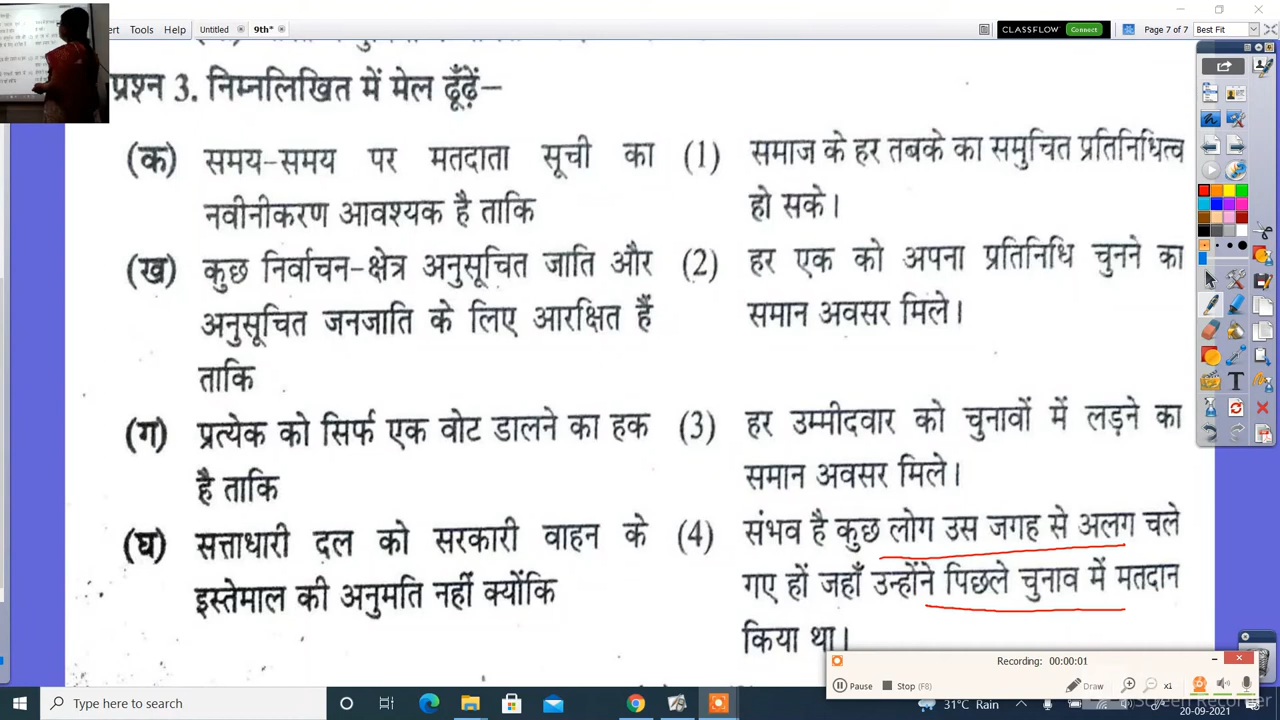 Tools Help
Untitled
9th*
CLASSFLOW
Connect
Page 7 of 7
Best Fit
प्रश्न 3. निम्नलिखित में मेल ढूँढ़ें—
(क) समय-समय पर मतदाता सूची का
नवीनीकरण आवश्यक है ताकि
(1) समाज के हर तबके का समुचित प्रतिनिधित्व
हो सके।
(ख) कुछ निर्वाचन-क्षेत्र अनुसूचित जाति और
अनुसूचित जनजाति के लिए आरक्षित हैं
ताकि
(2) हर एक को अपना प्रतिनिधि चुनने का
समान अवसर मिले।
(ग) प्रत्येक को सिर्फ एक वोट डालने का हक
है ताकि
(3) हर उम्मीदवार को चुनावों में लड़ने का
समान अवसर मिले।
(घ) सत्ताधारी दल को सरकारी वाहन के
इस्तेमाल की अनुमति नहीं क्योंकि
(4) संभव है कुछ लोग उस जगह से अलग चले
गए हों जहाँ उन्होंने पिछले चुनाव में मतदान
किया था।
Recording: 00:00:01
Pause
Stop (F8)
Draw
x1
Type here to search
31°C Rain
20-09-2021